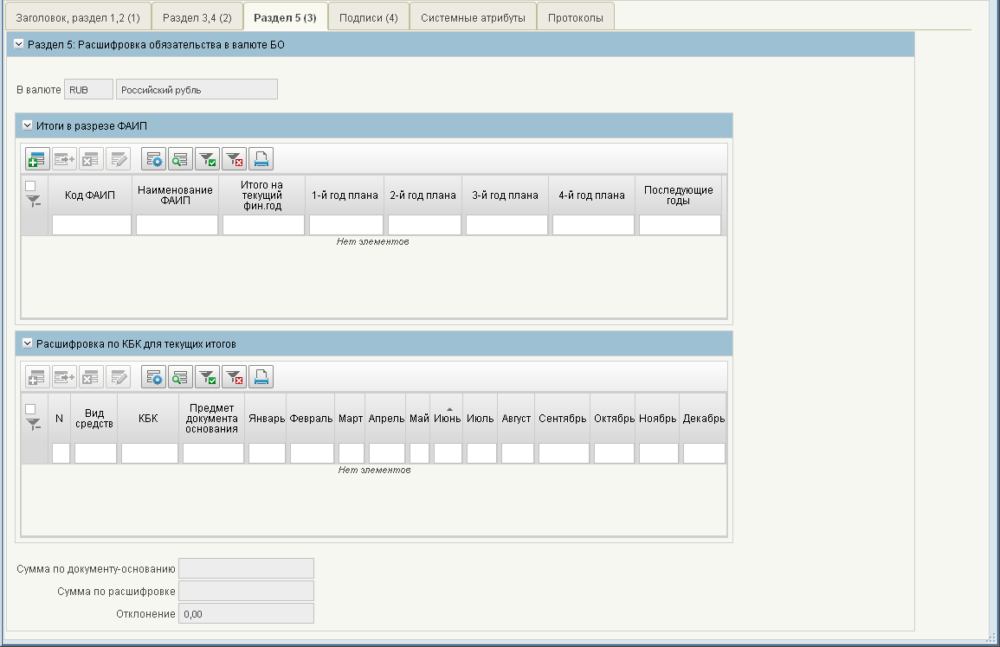 Заголовок, раздел 1,2 (1) Раздел 3,4 (2) Раздел 5 (3) Подписи (4) Системные атрибуты Протоколы
Раздел 5: Расшифровка обязательства в валюте БО
В валюте RUB Российский рубль
Итоги в разрезе ФАИП
Код ФАИП Наименование ФАИП Итого на текущий фин.год 1-й год плана 2-й год плана 3-й год плана 4-й год плана Последующие годы
Нет элементов
Расшифровка по КБК для текущих итогов
N Вид средств КБК Предмет документа основания Январь Февраль Март Апрель Май Июнь Июль Август Сентябрь Октябрь Ноябрь Декабрь
Нет элементов
Сумма по документу-основанию
Сумма по расшифровке
Отклонение 0,00